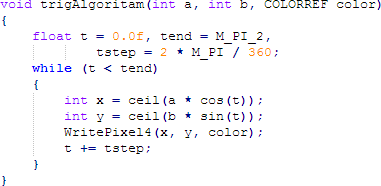 void trigAlgoritam(int a, int b, COLORREF color)
{
float t = 0.0f, tend = M_PI_2,
tstep = 2 * M_PI / 360;
while (t < tend)
{
int x = ceil(a * cos(t));
int y = ceil(b * sin(t));
WritePixel4(x, y, color);
t += tstep;
}
}